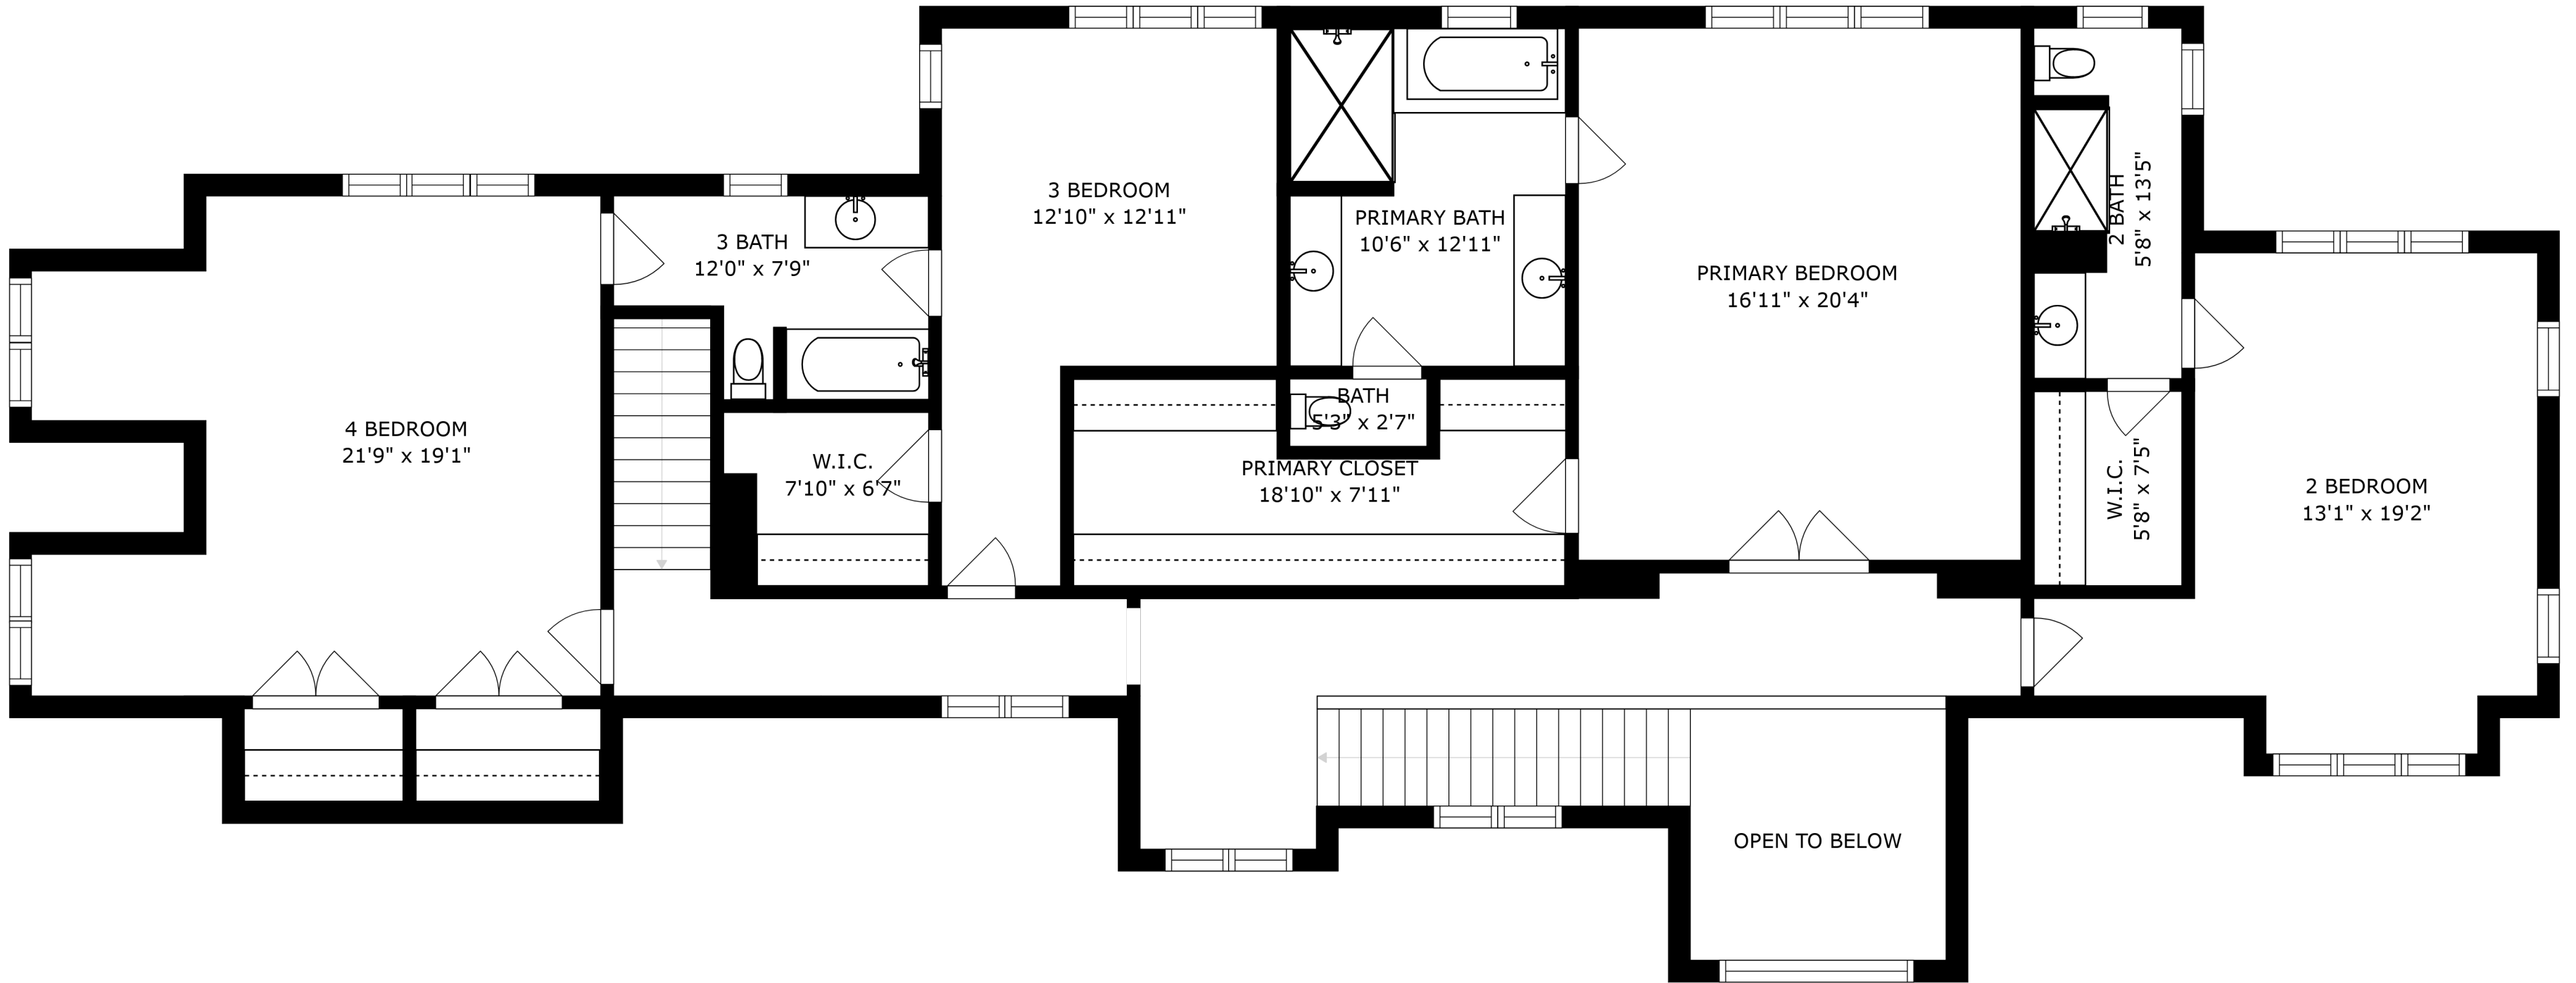 3 BEDROOM
12'10" x 12'11"
PRIMARY BATH
10'6" x 12'11"
PRIMARY BEDROOM
16'11" x 20'4"
2 BATH
5'8" x 13'5"
3 BATH
12'0" x 7'9"
4 BEDROOM
21'9" x 19'1"
W.I.C.
7'10" x 6'7"
BATH
5'3" x 2'7"
PRIMARY CLOSET
18'10" x 7'11"
W.I.C.
5'8" x 7'5"
2 BEDROOM
13'1" x 19'2"
OPEN TO BELOW